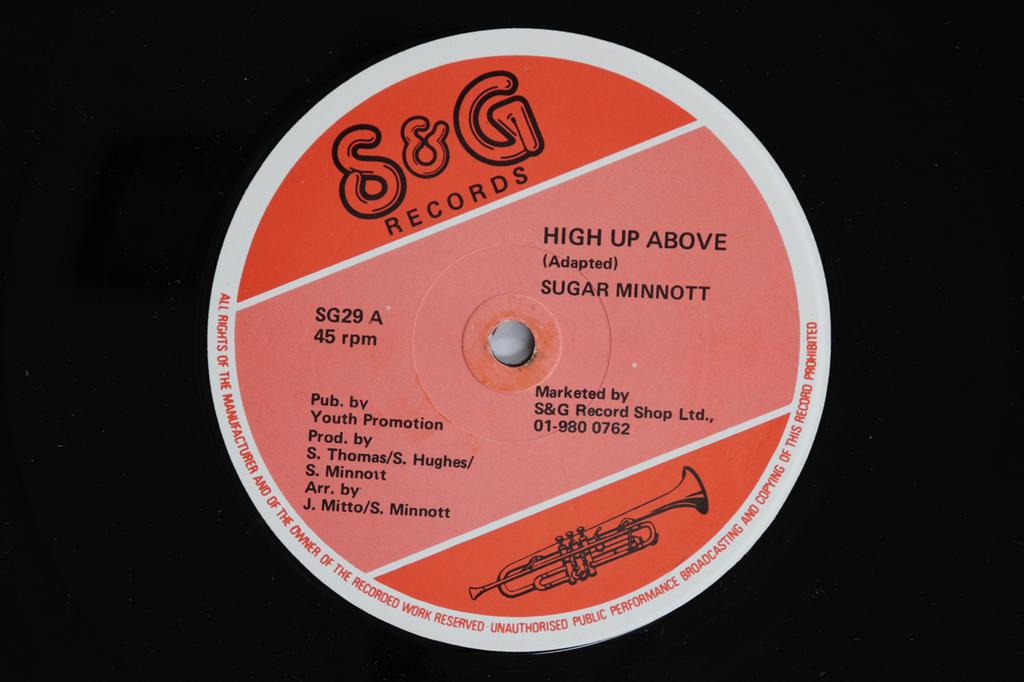 S&G
RECORDS
HIGH UP ABOVE
(Adapted)
SUGAR MINNOTT
SG29 A
45 rpm
Pub. by
Youth Promotion
Prod. by
S. Thomas/S. Hughes/
S. Minnott
Arr. by
J. Mitto/S. Minnott
Marketed by
S&G Record Shop Ltd.,
01-980 0762
ALL RIGHTS OF THE MANUFACTURER AND OF THE OWNER OF THE RECORDED WORK RESERVED · UNAUTHORISED PUBLIC PERFORMANCE BROADCASTING AND COPYING OF THIS RECORD PROHIBITED